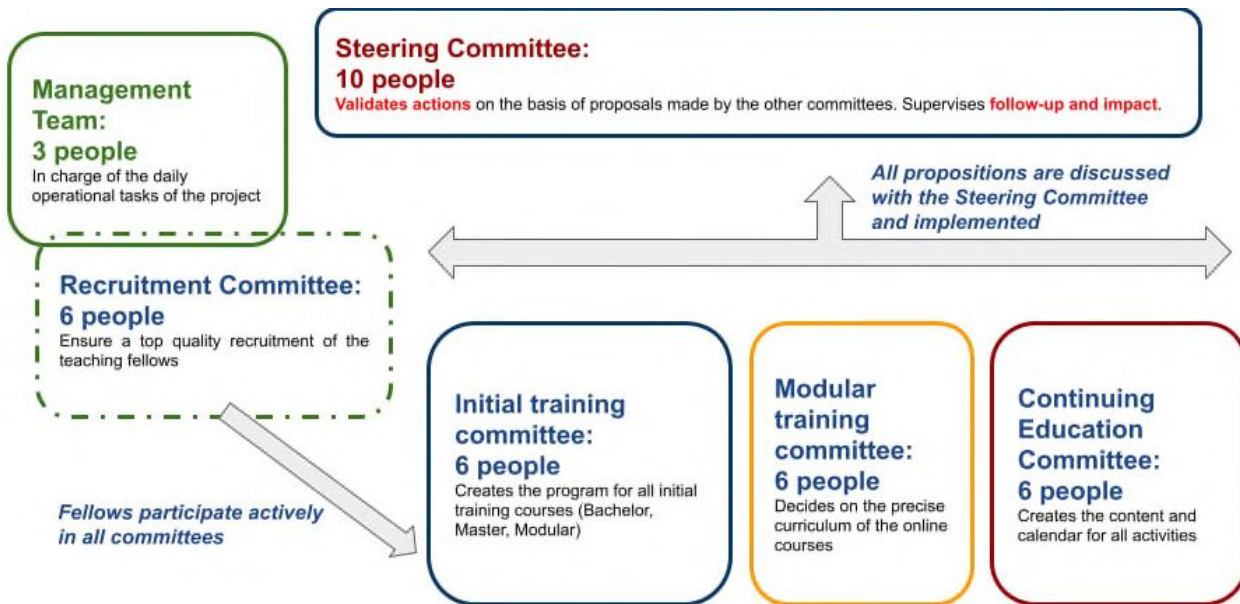 Management
Team:
3 people
In charge of the daily
operational tasks of the project
Steering Committee:
10 people
Validates actions on the basis of proposals made by the other committees. Supervises follow-up and impact.
All propositions are discussed
with the Steering Committee
and implemented
Recruitment Committee:
6 people
Ensure a top quality recruitment of the
teaching fellows
Fellows participate actively
in all committees
Initial training
committee:
6 people
Creates the program for all initial
training courses (Bachelor,
Master, Modular)
Modular
training
committee:
6 people
Decides on the precise
curriculum of the online
courses
Continuing
Education
Committee:
6 people
Creates the content and
calendar for all activities